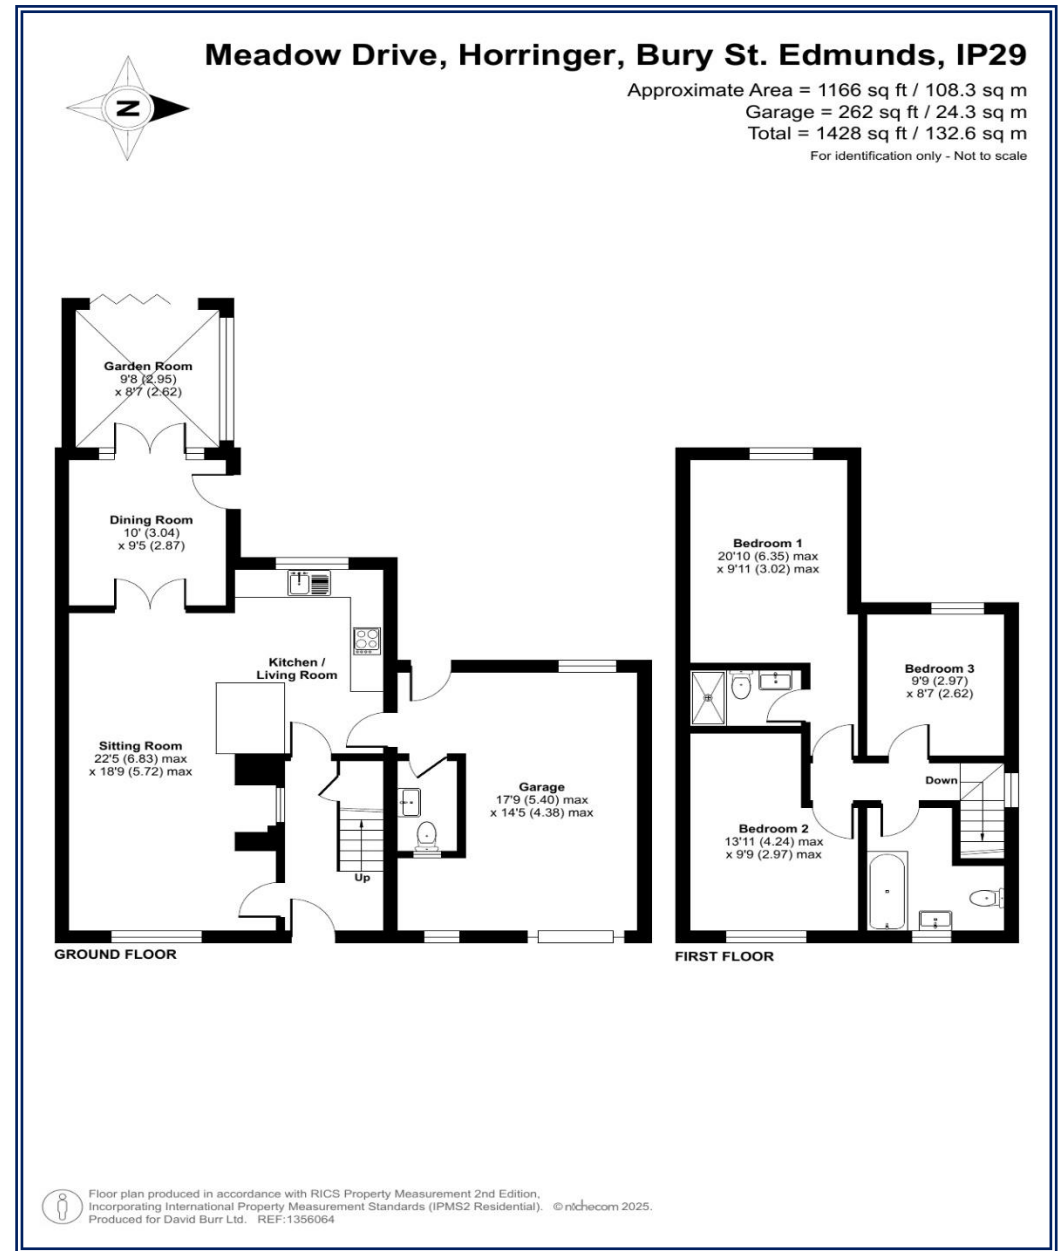 Meadow Drive, Horringer, Bury St. Edmunds, IP29
Approximate Area = 1166 sq ft / 108.3 sq m
Garage = 262 sq ft / 24.3 sq m
Total = 1428 sq ft / 132.6 sq m
For identification only - Not to scale
N
Garden Room
9'8 (2.95)
x 8'7 (2.62)
Dining Room
10' (3.04)
x 9'5 (2.87)
Kitchen /
Living Room
Sitting Room
22'5 (6.83) max
x 18'9 (5.72) max
Garage
17'9 (5.40) max
x 14'5 (4.38) max
Up
GROUND FLOOR
Bedroom 1
20'10 (6.35) max
x 9'11 (3.02) max
Bedroom 3
9'9 (2.97)
x 8'7 (2.62)
Down
Bedroom 2
13'11 (4.24) max
x 9'9 (2.97) max
FIRST FLOOR
Floor plan produced in accordance with RICS Property Measurement 2nd Edition,
Incorporating International Property Measurement Standards (IPMS2 Residential). © nichecom 2025.
Produced for David Burr Ltd. REF:1356064